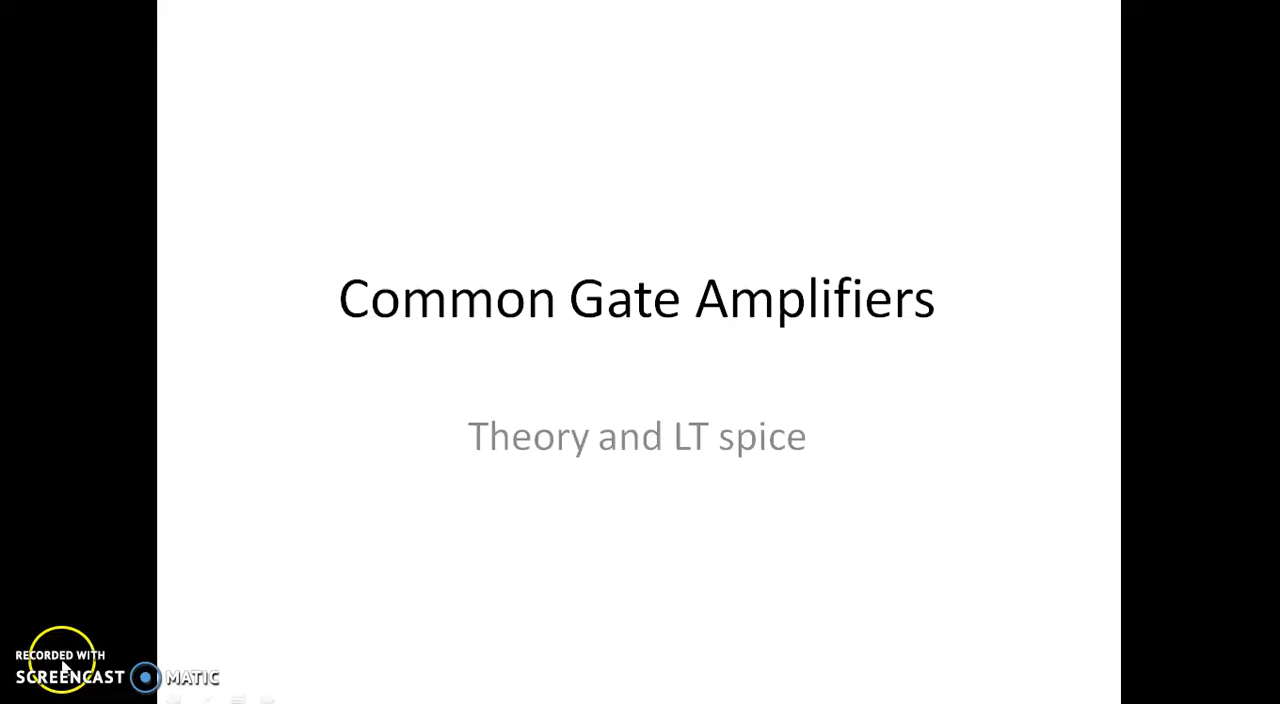 Common Gate Amplifiers
Theory and LT spice
RECORDED WITH
SCREENCAST MATIC